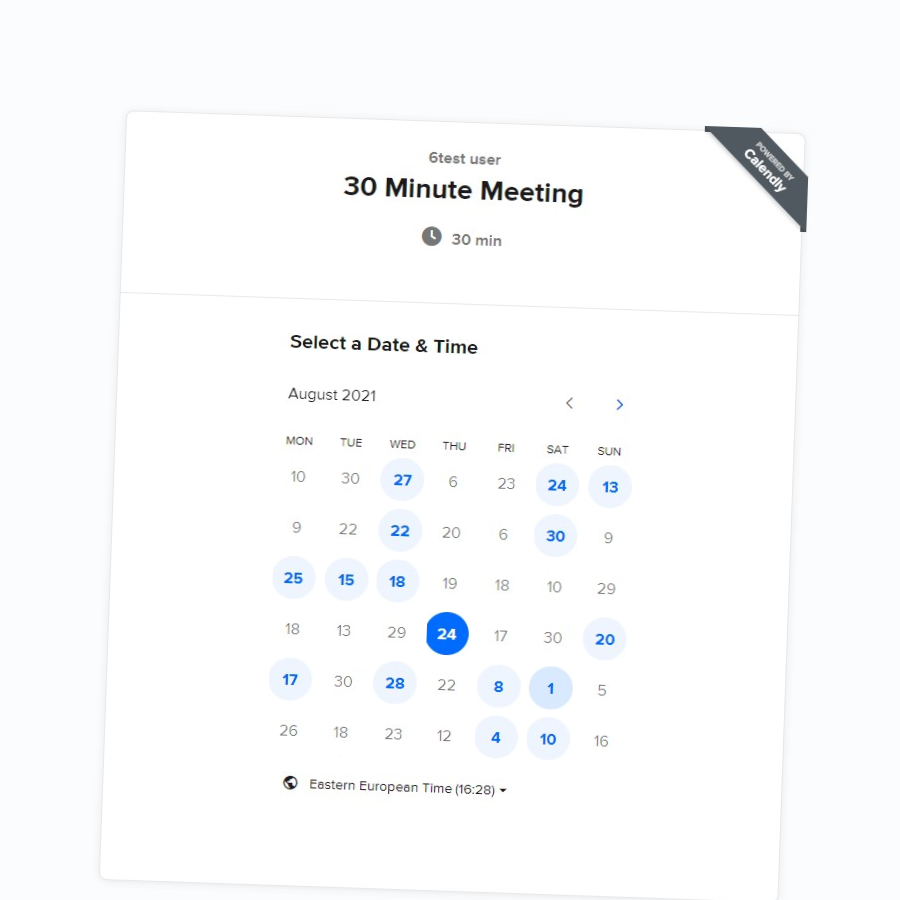 6test user
30 Minute Meeting
30 min
POWERED BY
Calendly
Select a Date & Time
August 2021
MON TUE WED THU FRI SAT SUN
10 30 27 6 23 24 13
9 22 22 20 6 30 9
25 15 18 19 18 10 29
18 13 29 24 17 30 20
17 30 28 22 8 1 5
26 18 23 12 4 10 16
Eastern European Time (16:28)